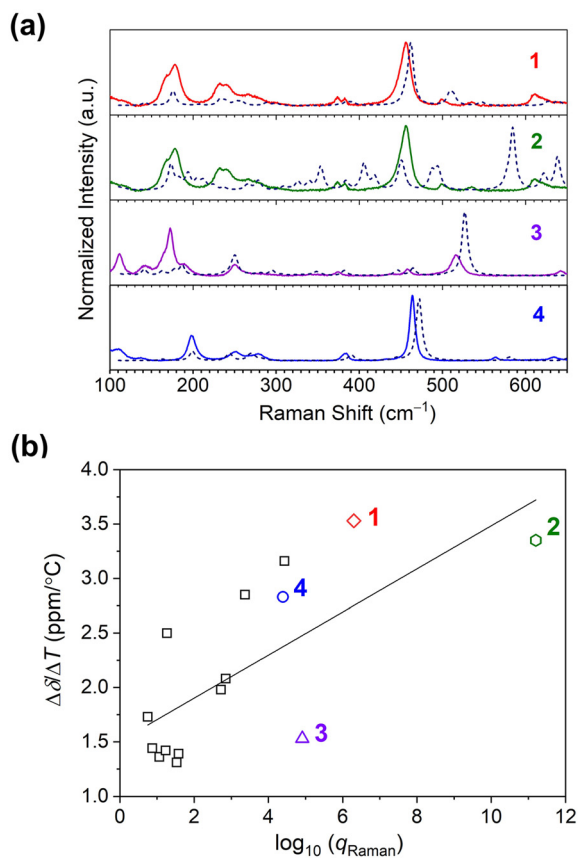 (a)
Normalized Intensity (a.u.)
1
2
3
4
100 200 300 400 500 600
Raman Shift (cm⁻¹)
(b)
Δδ/ΔT (ppm/°C)
4.0
3.5
3.0
2.5
2.0
1.5
1.0
1
2
4
3
0 2 4 6 8 10 12
log₁₀ (qRaman)